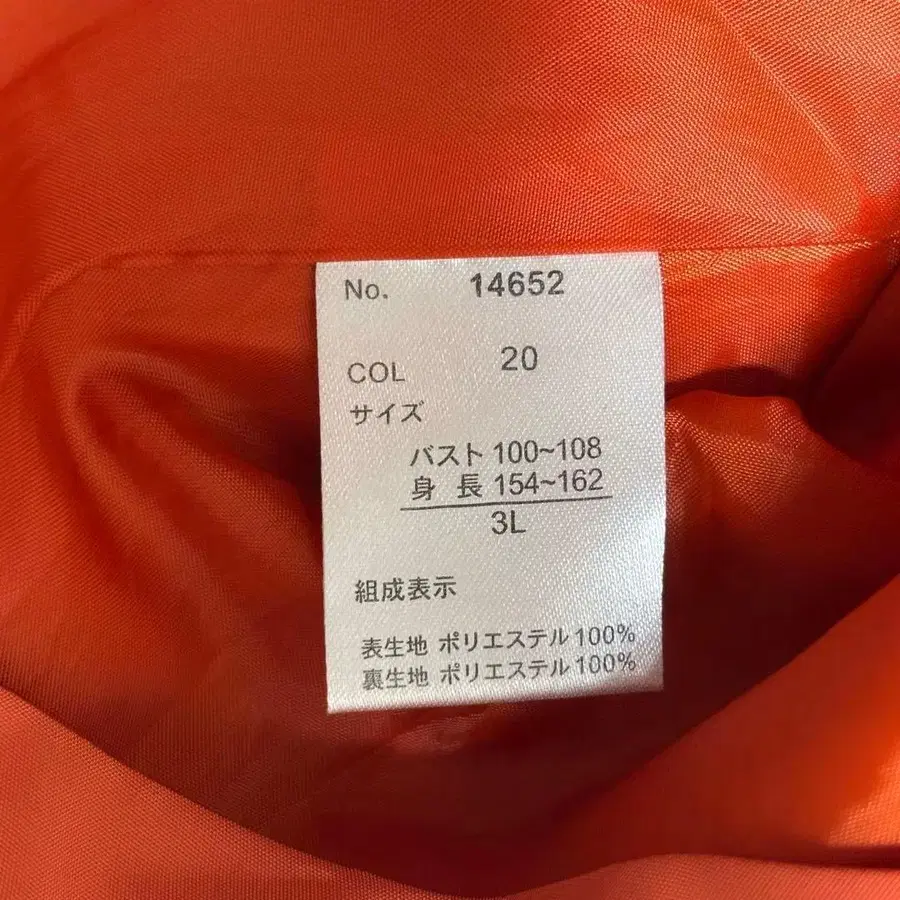 No. 14652
COL 20
サイズ
バスト 100~108
身 長 154~162
3L
組成表示
表生地 ポリエステル100%
裏生地 ポリエステル100%